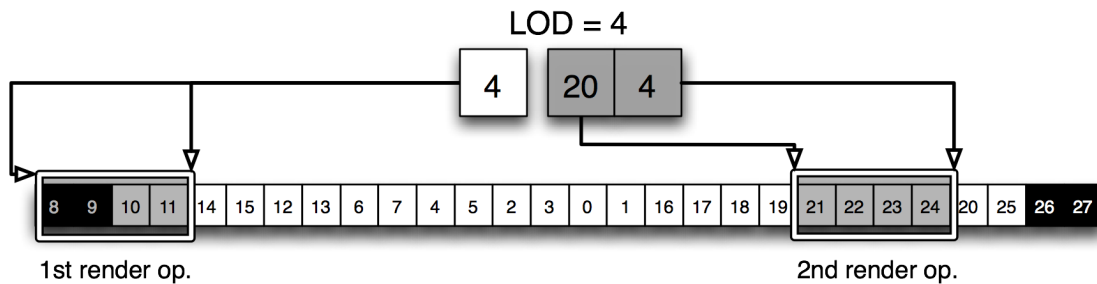 LOD = 4
4 20 4
8 9 10 11 14 15 12 13 6 7 4 5 2 3 0 1 16 17 18 19 21 22 23 24 20 25 26 27
1st render op. 2nd render op.